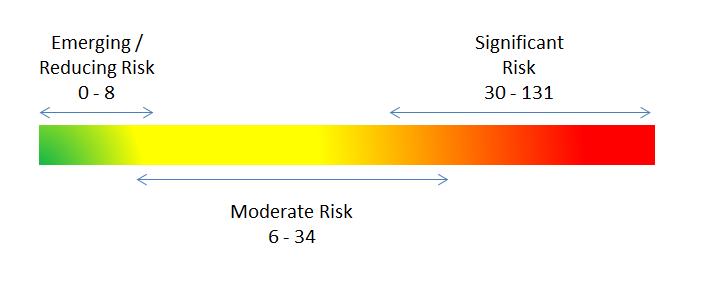 Emerging /
Reducing Risk
0 - 8
Significant
Risk
30 - 131
Moderate Risk
6 - 34